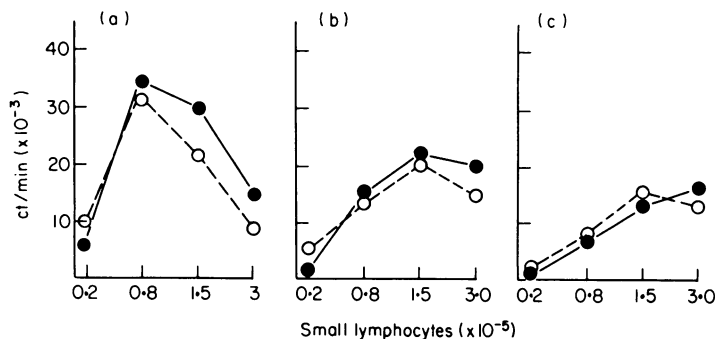 (a) (b) (c)
40
30
20
10
ct/min (x10⁻³)
0·2 0·8 1·5 3 0·2 0·8 1·5 3·0 0·2 0·8 1·5 3·0
Small lymphocytes (x10⁻⁵)